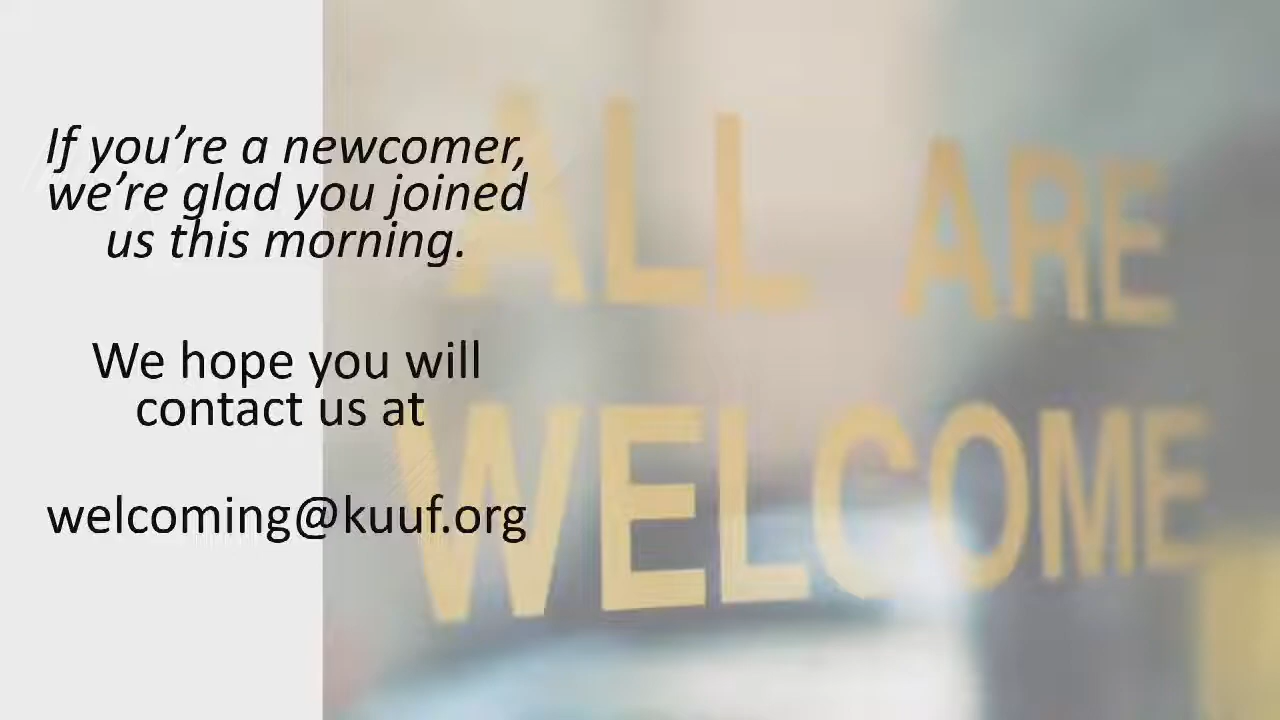 If you’re a newcomer,
we’re glad you joined
us this morning.
We hope you will
contact us at
welcoming@kuuf.org
ALL ARE
WELCOME